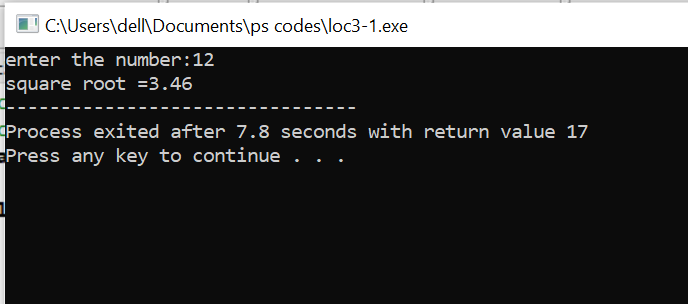 C:\Users\dell\Documents\ps codes\loc3-1.exe
enter the number:12
square root =3.46
--------------------------------
Process exited after 7.8 seconds with return value 17
Press any key to continue . . .